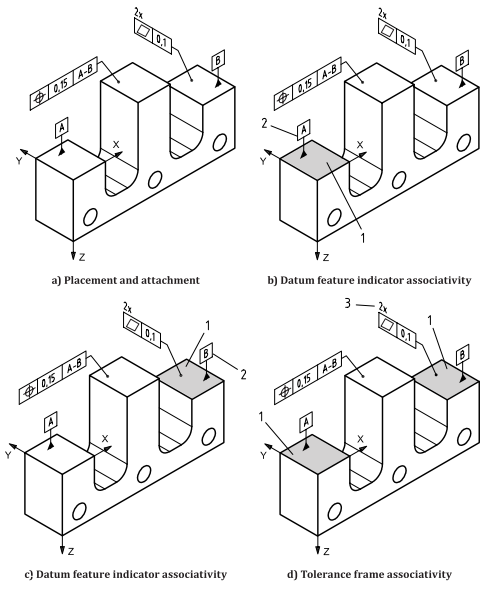 2x
⏥ 0,1
B
⌖ 0,15 A-B
A
X
Y
Z
a) Placement and attachment
2x
⏥ 0,1
B
⌖ 0,15 A-B
2
A
X
Y
1
Z
b) Datum feature indicator associativity
2x
⏥ 0,1
1
B
2
⌖ 0,15 A-B
A
X
Y
Z
c) Datum feature indicator associativity
3
2x
⏥ 0,1
1
B
⌖ 0,15 A-B
1
A
X
Y
Z
d) Tolerance frame associativity